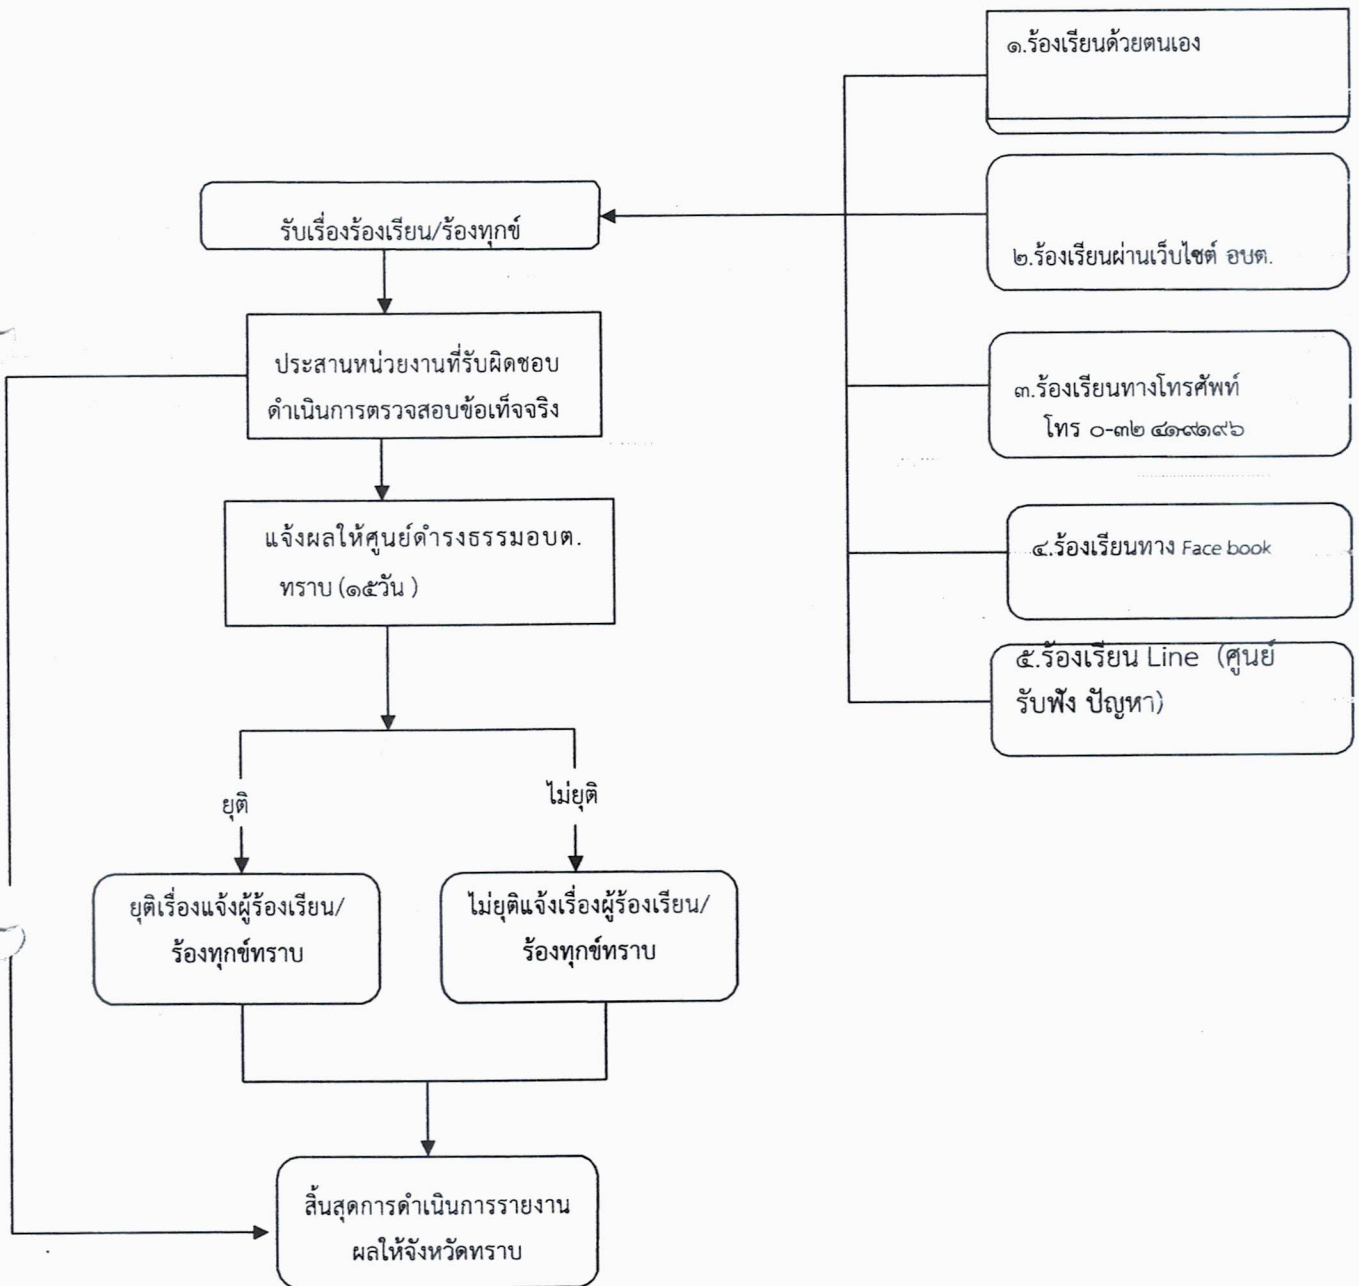 ๑.ร้องเรียนด้วยตนเอง
๒.ร้องเรียนผ่านเว็บไซต์ อบต.
๓.ร้องเรียนทางโทรศัพท์
โทร ๐-๓๒
๔.ร้องเรียนทาง Face book
๕.ร้องเรียน Line (ศูนย์
รับฟัง ปัญหา)
รับเรื่องร้องเรียน/ร้องทุกข์
ประสานหน่วยงานที่รับผิดชอบ
ดำเนินการตรวจสอบข้อเท็จจริง
แจ้งผลให้ศูนย์ดำรงธรรมอบต.
ทราบ (๑๕วัน )
ยุติ
ไม่ยุติ
ยุติเรื่องแจ้งผู้ร้องเรียน/
ร้องทุกข์ทราบ
ไม่ยุติแจ้งเรื่องผู้ร้องเรียน/
ร้องทุกข์ทราบ
สิ้นสุดการดำเนินการรายงาน
ผลให้จังหวัดทราบ